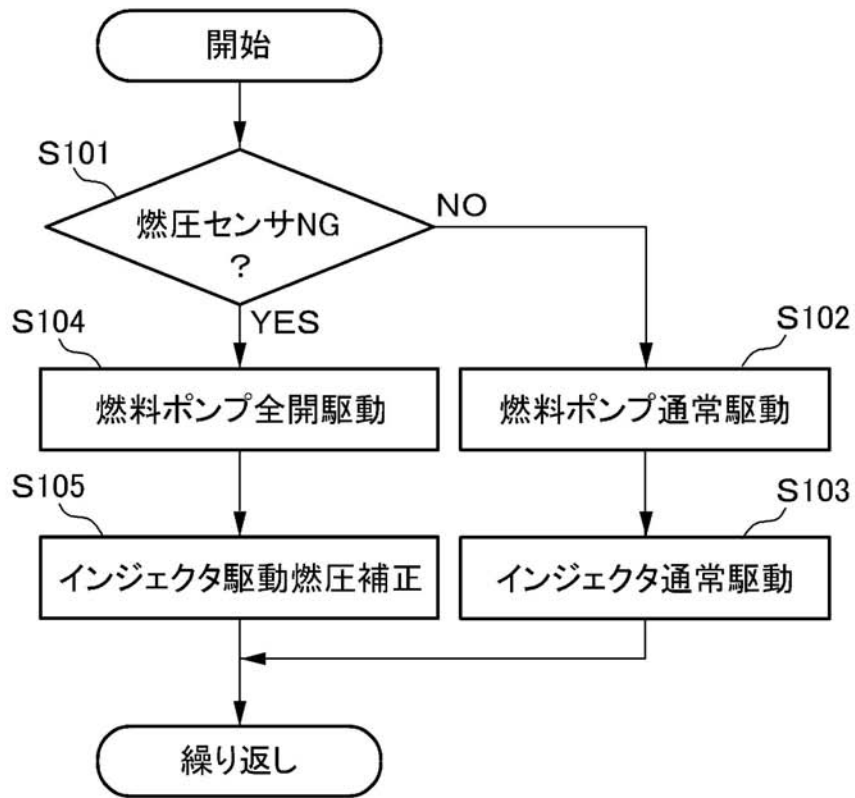 開始
S101
燃圧センサNG
?
NO
YES
S104
燃料ポンプ全開駆動
S102
燃料ポンプ通常駆動
S105
インジェクタ駆動燃圧補正
S103
インジェクタ通常駆動
繰り返し